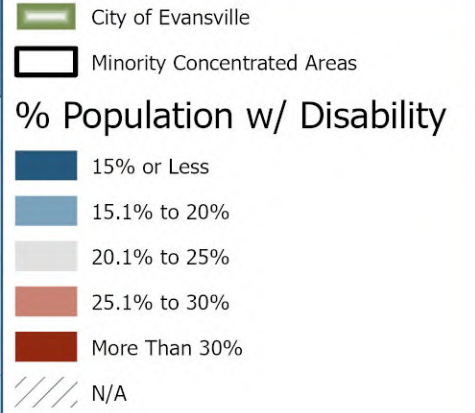 City of Evansville
Minority Concentrated Areas
% Population w/ Disability
15% or Less
15.1% to 20%
20.1% to 25%
25.1% to 30%
More Than 30%
N/A